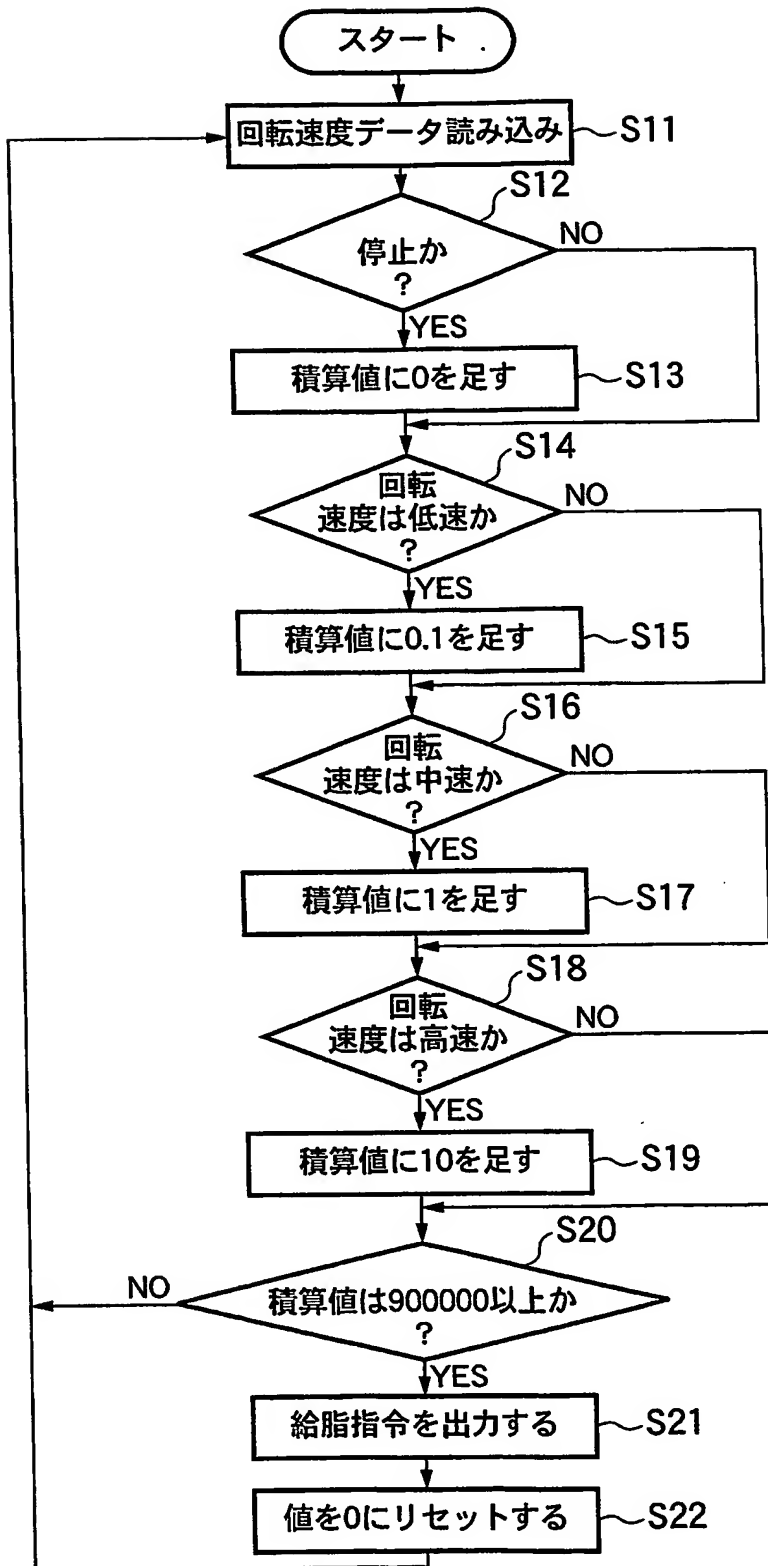 スタート
回転速度データ読み込み
S11
S12
停止か
?
NO
YES
積算値に0を足す
S13
S14
回転
速度は低速か
?
NO
YES
積算値に0.1を足す
S15
S16
回転
速度は中速か
?
NO
YES
積算値に1を足す
S17
S18
回転
速度は高速か
?
NO
YES
積算値に10を足す
S19
S20
積算値は900000以上か
?
NO
YES
給脂指令を出力する
S21
値を0にリセットする
S22